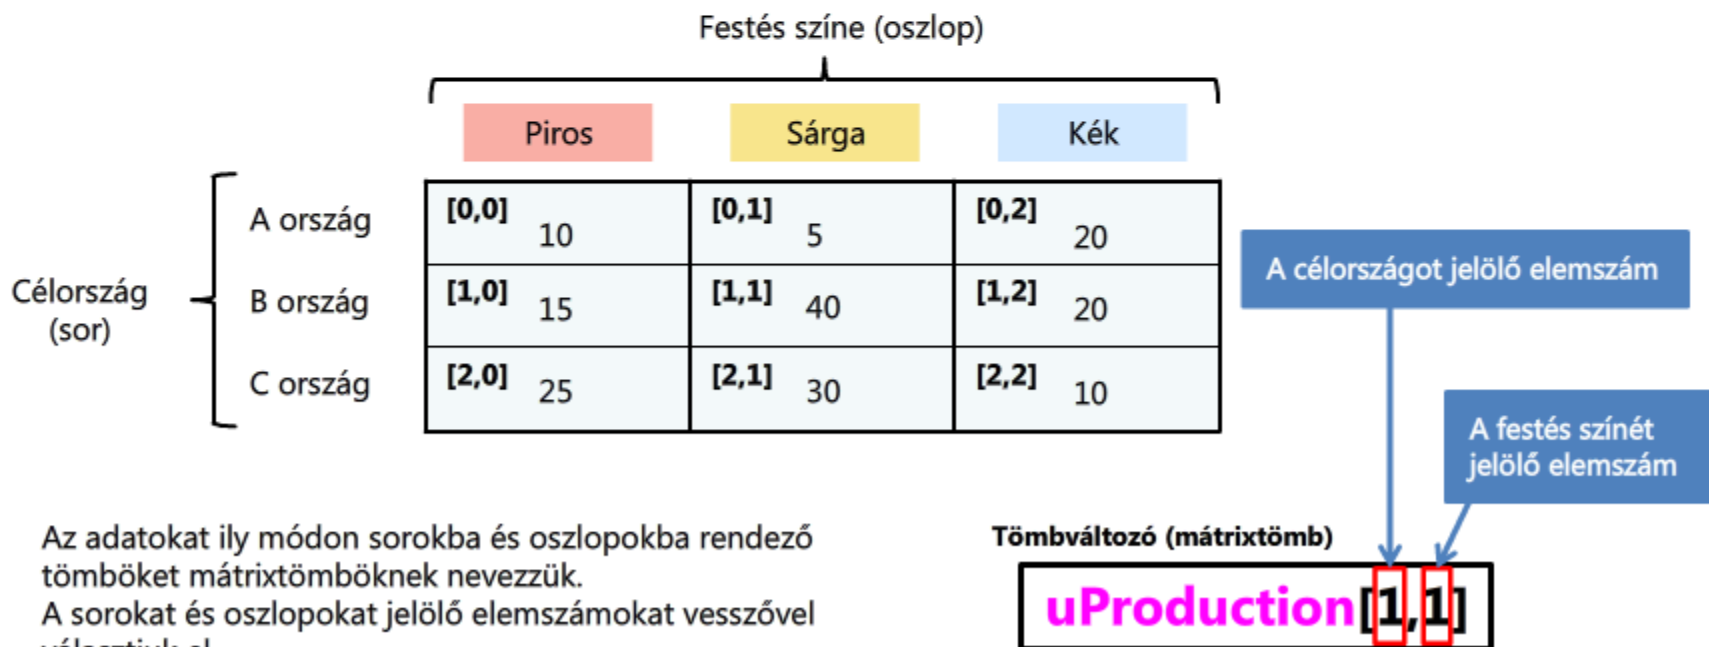 Festés színe (oszlop)
Piros Sárga Kék
A ország [0,0] 10 [0,1] 5 [0,2] 20
A célországot jelölő elemszám
Célország
(sor)
B ország [1,0] 15 [1,1] 40 [1,2] 20
C ország [2,0] 25 [2,1] 30 [2,2] 10
A festés színét
jelölő elemszám
Az adatokat ily módon sorokba és oszlopokba rendező
tömböket mátrixtömböknek nevezzük.
A sorokat és oszlopokat jelölő elemszámokat vesszővel
Tömbváltozó (mátrixtömb)
uProduction[1,1]